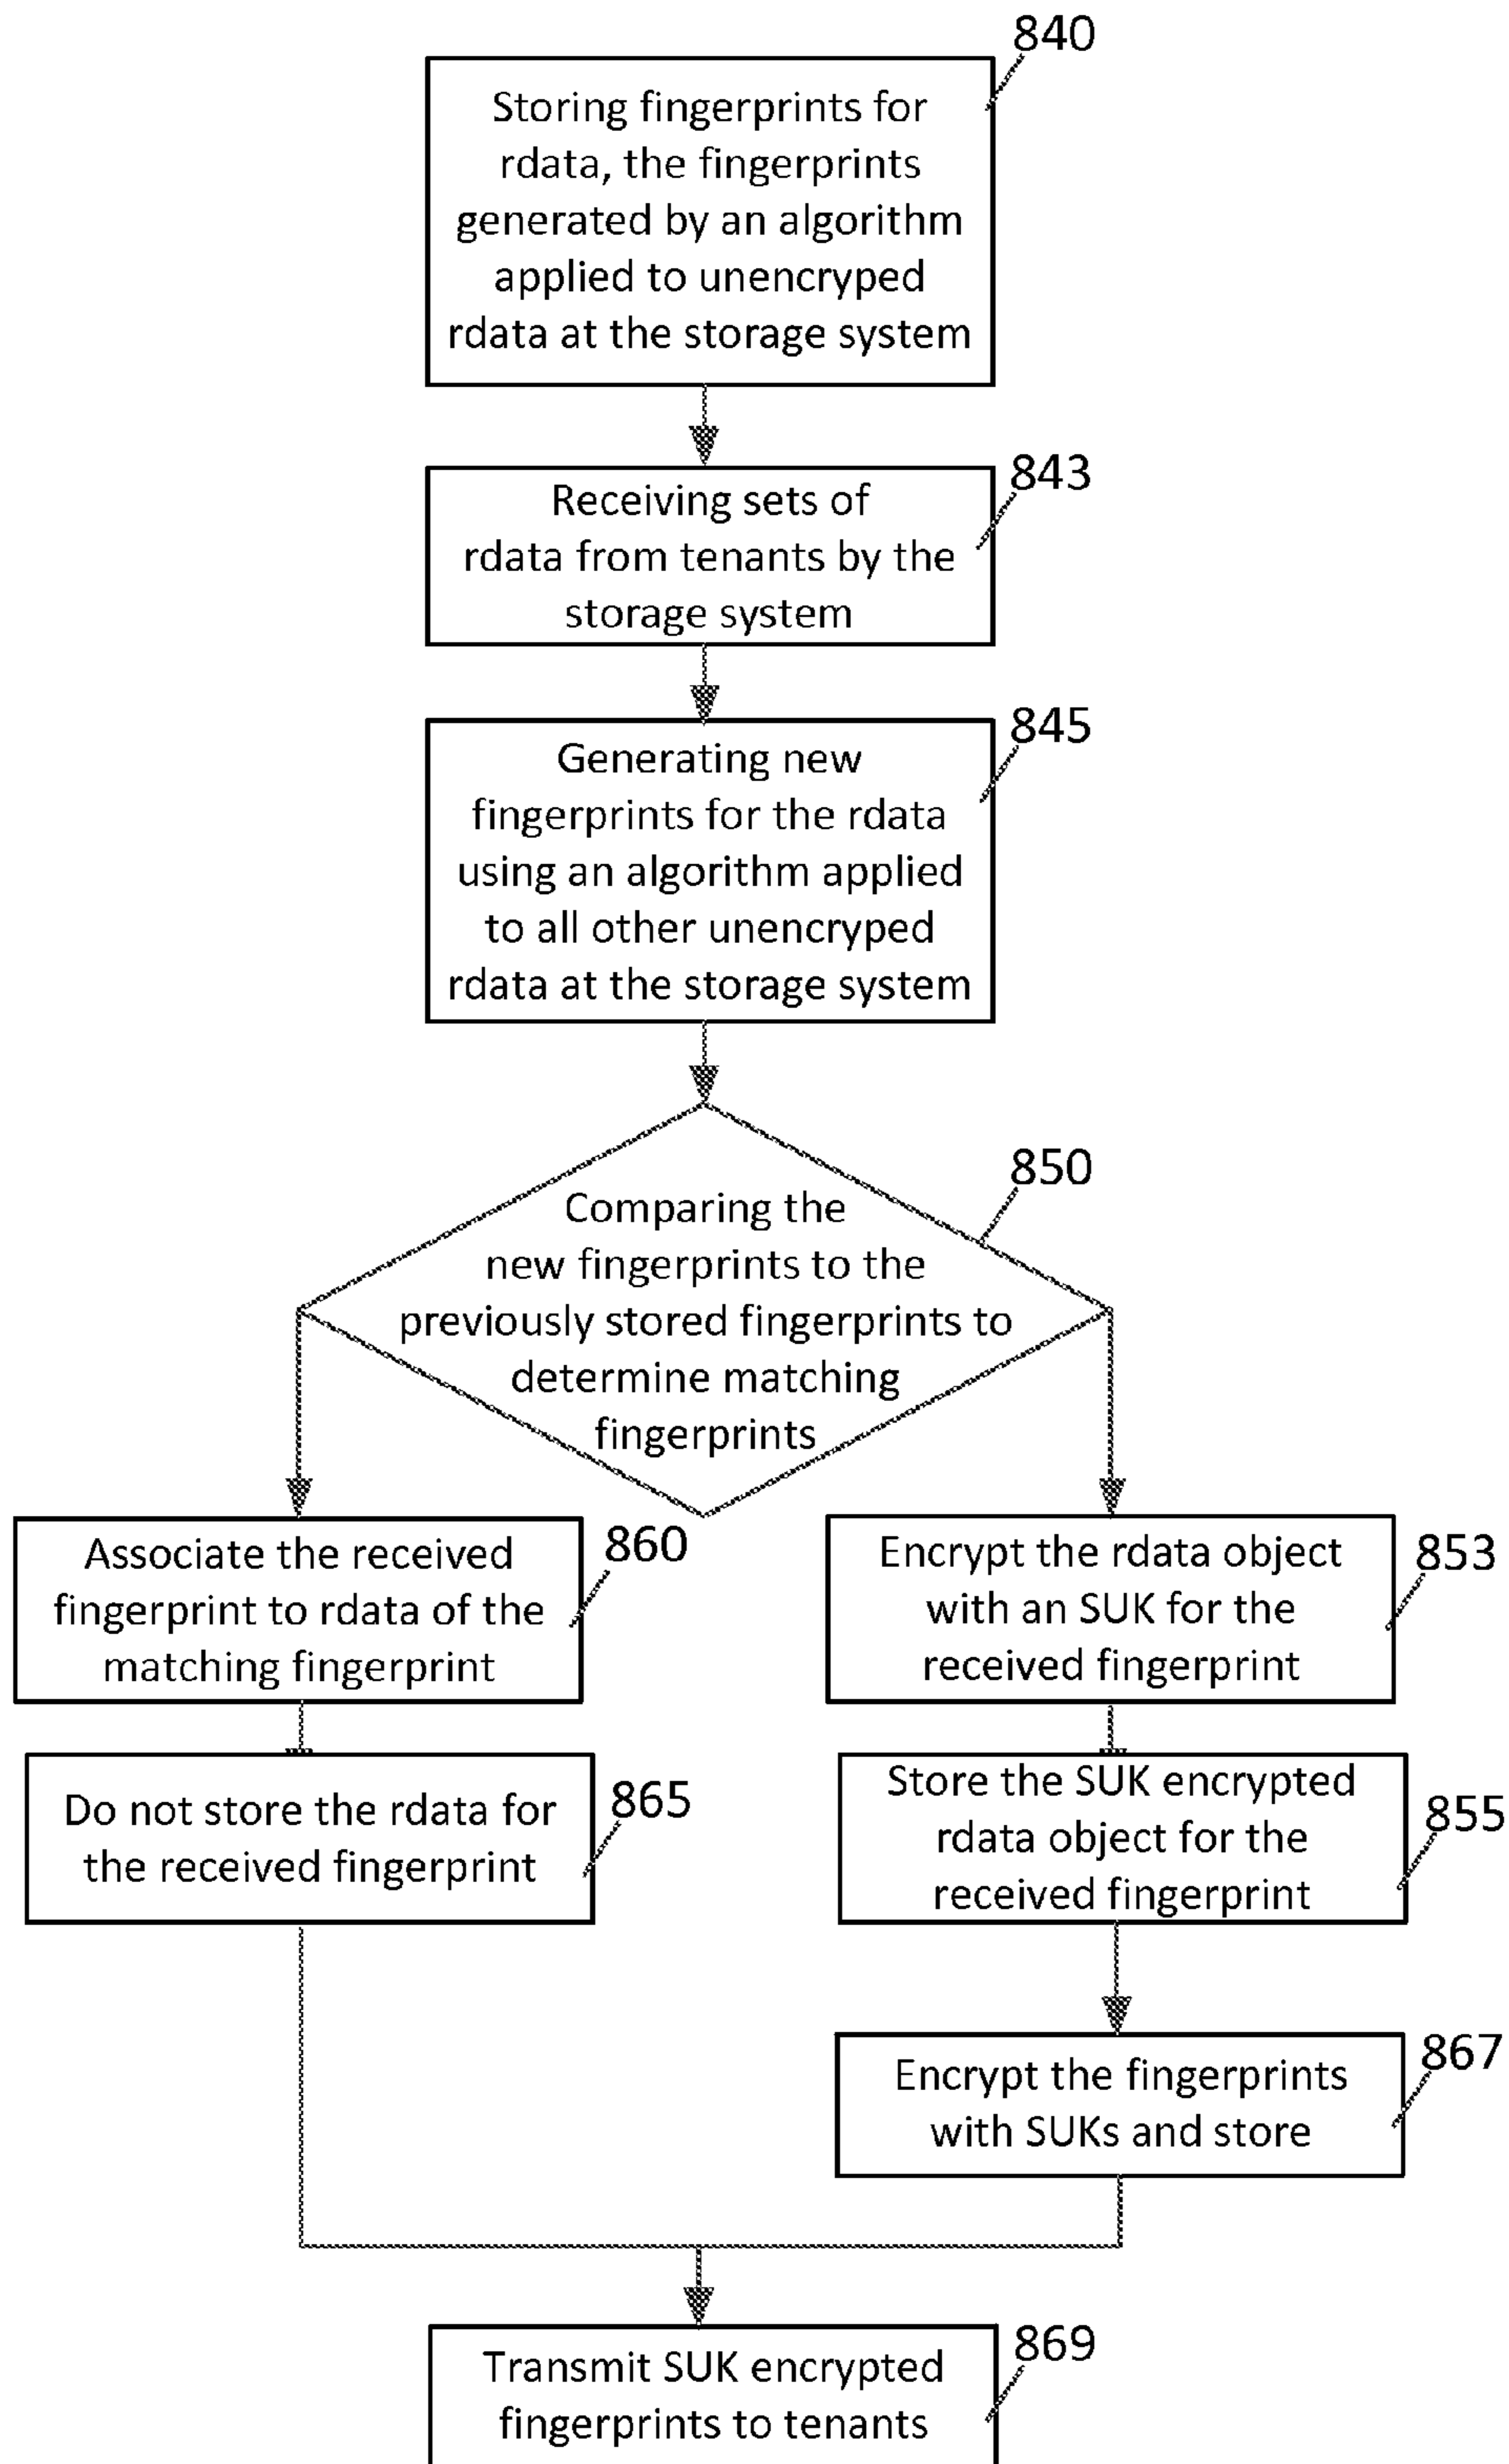 840
Storing fingerprints for
rdata, the fingerprints
generated by an algorithm
applied to unencryped
rdata at the storage system
843
Receiving sets of
rdata from tenants by the
storage system
845
Generating new
fingerprints for the rdata
using an algorithm applied
to all other unencryped
rdata at the storage system
850
Comparing the
new fingerprints to the
previously stored fingerprints to
determine matching
fingerprints
860
Associate the received
fingerprint to rdata of the
matching fingerprint
865
Do not store the rdata for
the received fingerprint
853
Encrypt the rdata object
with an SUK for the
received fingerprint
855
Store the SUK encrypted
rdata object for the
received fingerprint
867
Encrypt the fingerprints
with SUKs and store
869
Transmit SUK encrypted
fingerprints to tenants